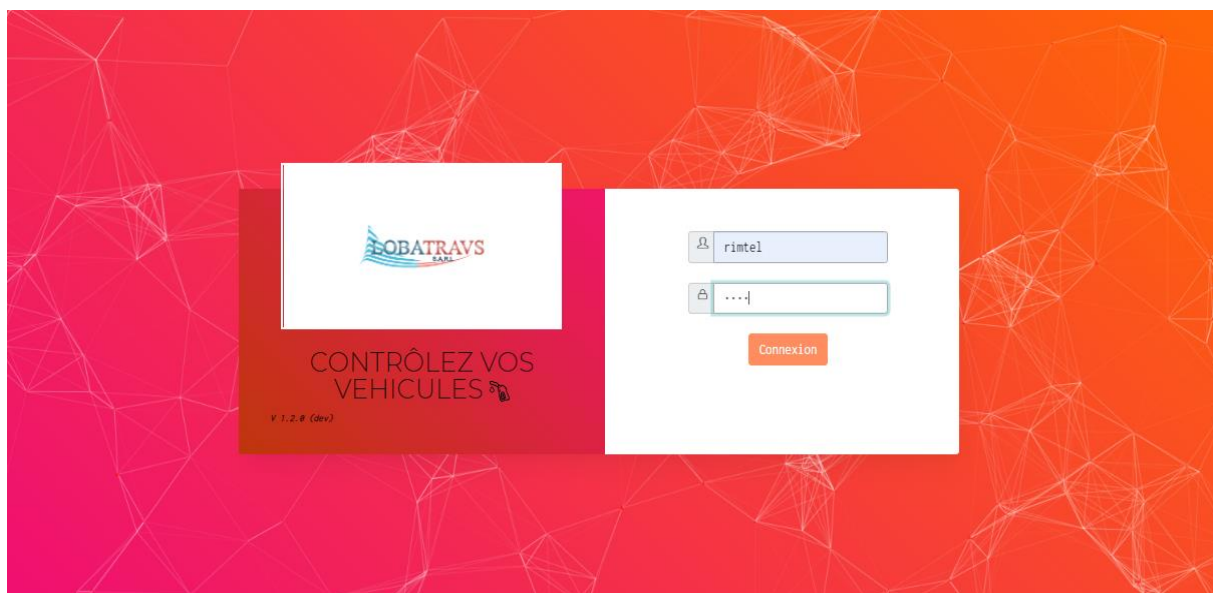 LOBATRAVS
S.A.R.L
CONTRÔLEZ VOS
VEHICULES
V 1.2.0 (dev)
rimtel
....
Connexion